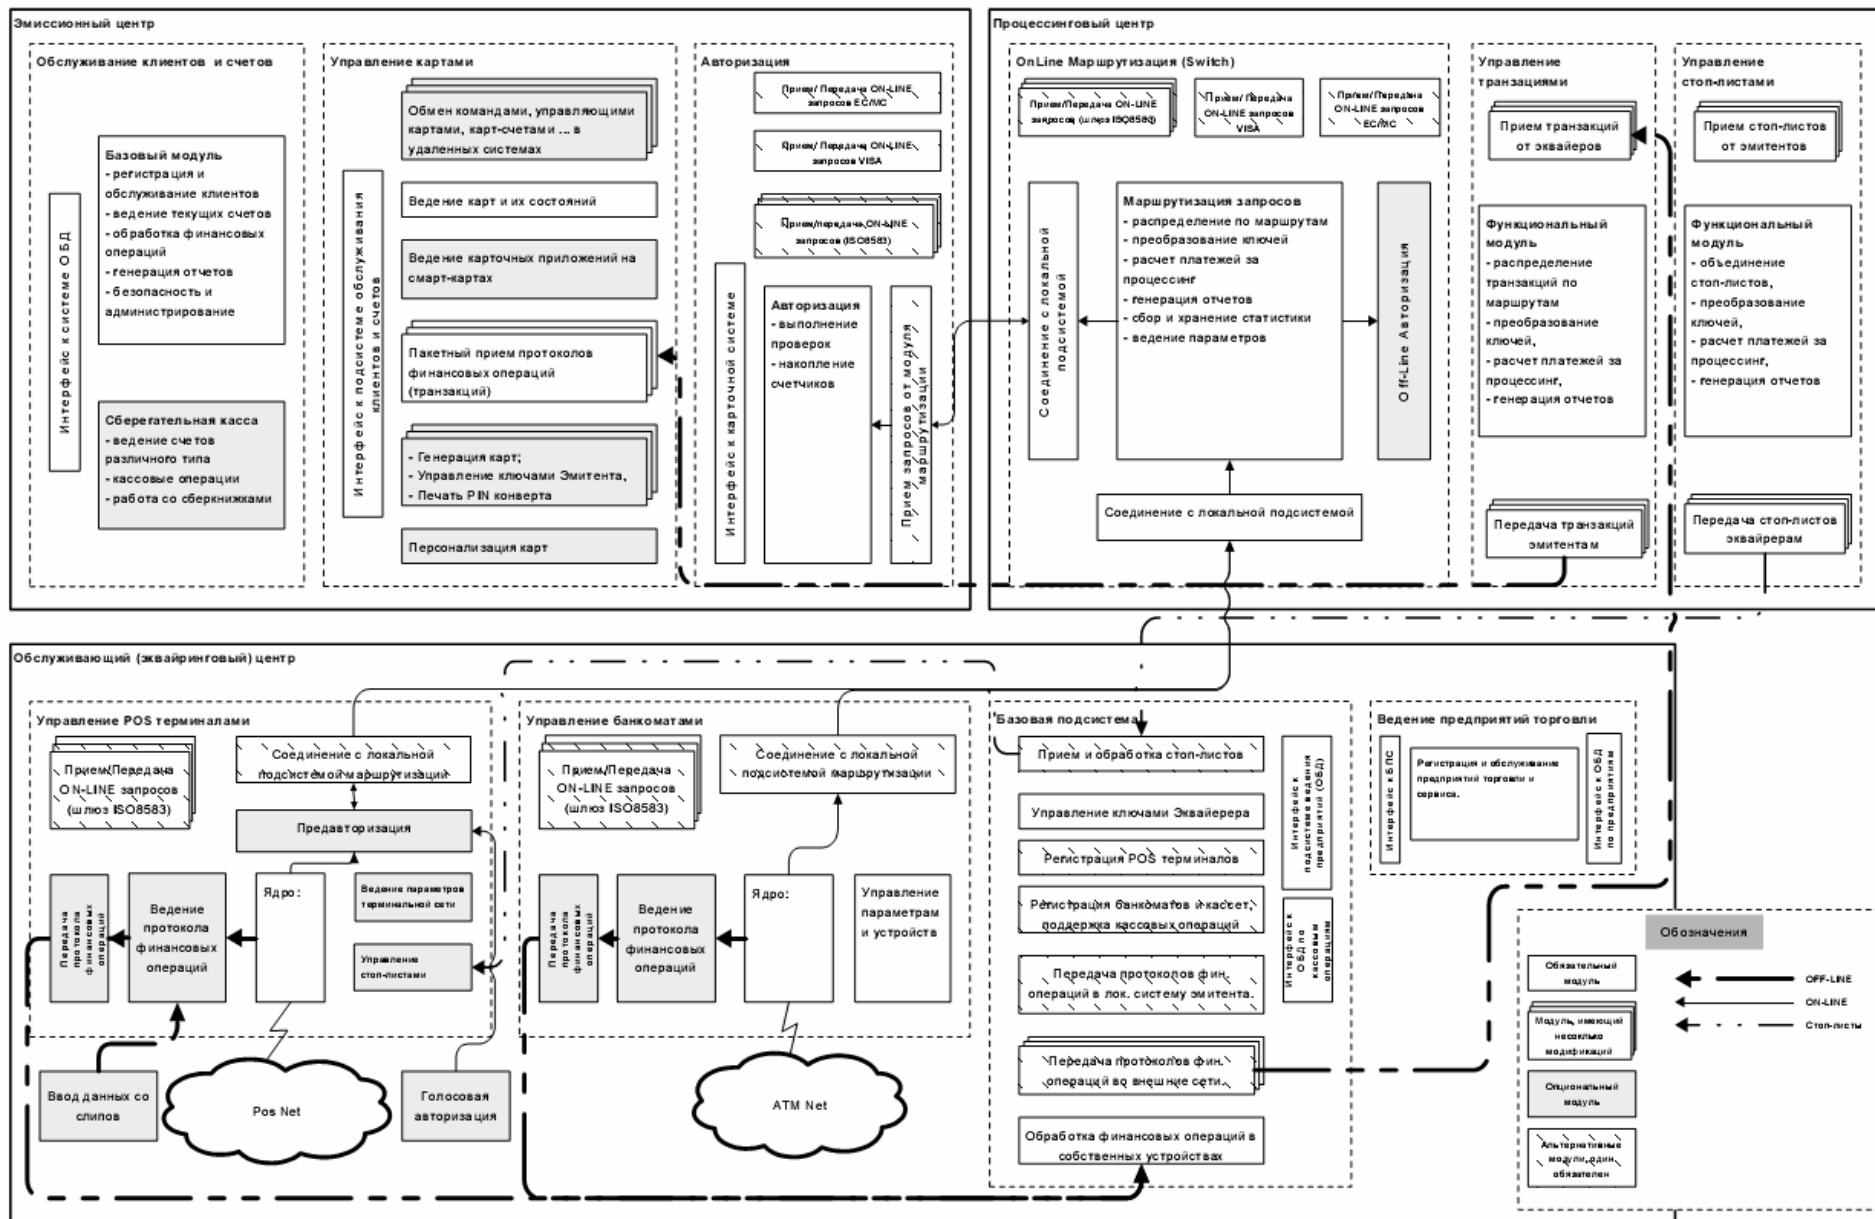 Эмиссионный центр
Обслуживание клиентов и счетов
Интерфейс к системе ОБД
Базовый модуль
- регистрация и
обслуживание клиентов
- ведение текущих счетов
- обработка финансовых
операций
- генерация отчетов
- безопасность и
администрирование
Сберегательная касса
- ведение счетов
различного типа
- кассовые операции
- работа со сберкнижками
Управление картами
Интерфейс к подсистеме обслуживания
клиентов и счетов
Обмен командами, управляющими
картами, карт-счетами ... в
удаленных системах
Ведение карт и их состояний
Ведение карточных приложений на
смарт-картах
Пакетный прием протоколов
финансовых операций
(транзакций)
- Генерация карт;
- Управление ключами Эмитента,
- Печать PIN конверта
Персонализация карт
Авторизация
Прием/ Передача ON-LINE
запросов EC/MC
Прием/ Передача ON-LINE
запросов VISA
Прием/передача ON-LINE
запросов (ISO8583)
Интерфейс к карточной системе
Авторизация
- выполнение
проверок
- накопление
счетчиков
Прием запросов от модуля
маршрутизации
Процессинговый центр
OnLine Маршрутизация (Switch)
Прием/Передача ON-LINE
запросов (шлюз ISO8583)
Прием/ Передача
ON-LINE запросов
VISA
Прием/ Передача
ON-LINE запросов
EC/MC
Соединение с локальной
подсистемой
Маршрутизация запросов
- распределение по маршрутам
- преобразование ключей
- расчет платежей за
процессинг
- генерация отчетов
- сбор и хранение статистики
- ведение параметров
Off-Line Авторизация
Соединение с локальной подсистемой
Управление
транзациями
Прием транзакций
от эквайеров
Функциональный
модуль
- распределение
транзакций по
маршрутам
- преобразование
ключей,
- расчет платежей за
процессинг,
- генерация отчетов
Передача транзакций
эмитентам
Управление
стоп-листами
Прием стоп-листов
от эмитентов
Функциональный
модуль
- объединение
стоп-листов,
- преобразование
ключей,
- расчет платежей за
процессинг,
- генерация отчетов
Передача стоп-листов
эквайрерам
Обслуживающий (эквайринговый) центр
Управление POS терминалами
Прием/Передача
ON-LINE запросов
(шлюз ISO8583)
Соединение с локальной
подсистемой маршрутизаций
Предавторизация
Передача
протокола
финансовых
операций
Ведение
протокола
финансовых
операций
Ядро:
Ведение параметров
терминальной сети
Управление
стоп-листами
Ввод данных со
слипов
Pos Net
Голосовая
авторизация
Управление банкоматами
Прием/Передача
ON-LINE запросов
(шлюз ISO8583)
Соединение с локальной
подсистемой маршрутизации
Передача
протокола
финансовых
операций
Ведение
протокола
финансовых
операций
Ядро:
Управление
параметрам
и устройств
ATM Net
Базовая подсистема
Прием и обработка стоп-листов
Управление ключами Эквайерера
Регистрация POS терминалов
Регистрация банкоматов и кассет,
поддержка кассовых операций
Передача протоколов фин.
операций в лок. систему эмитента.
Передача протоколов фин.
операций во внешние сети.
Обработка финансовых операций в
собственных устройствах
Интерфейс к
подсистеме ведения
предприятий (ОБД)
Интерфейс к
ОБД по
кассовым
операциям
Ведение предприятий торговли
Интерфейс к БПС
Регистрация и обслуживание
предприятий торговли и
сервиса.
Интерфейс к ОБД
по предприятиям
Обозначения
Обязательный
модуль
Модуль, имеющий
несколько
модификаций
Опциональный
модуль
Альтернативные
модули, один
обязателен
OFF-LINE
ON-LINE
Стоп-листы